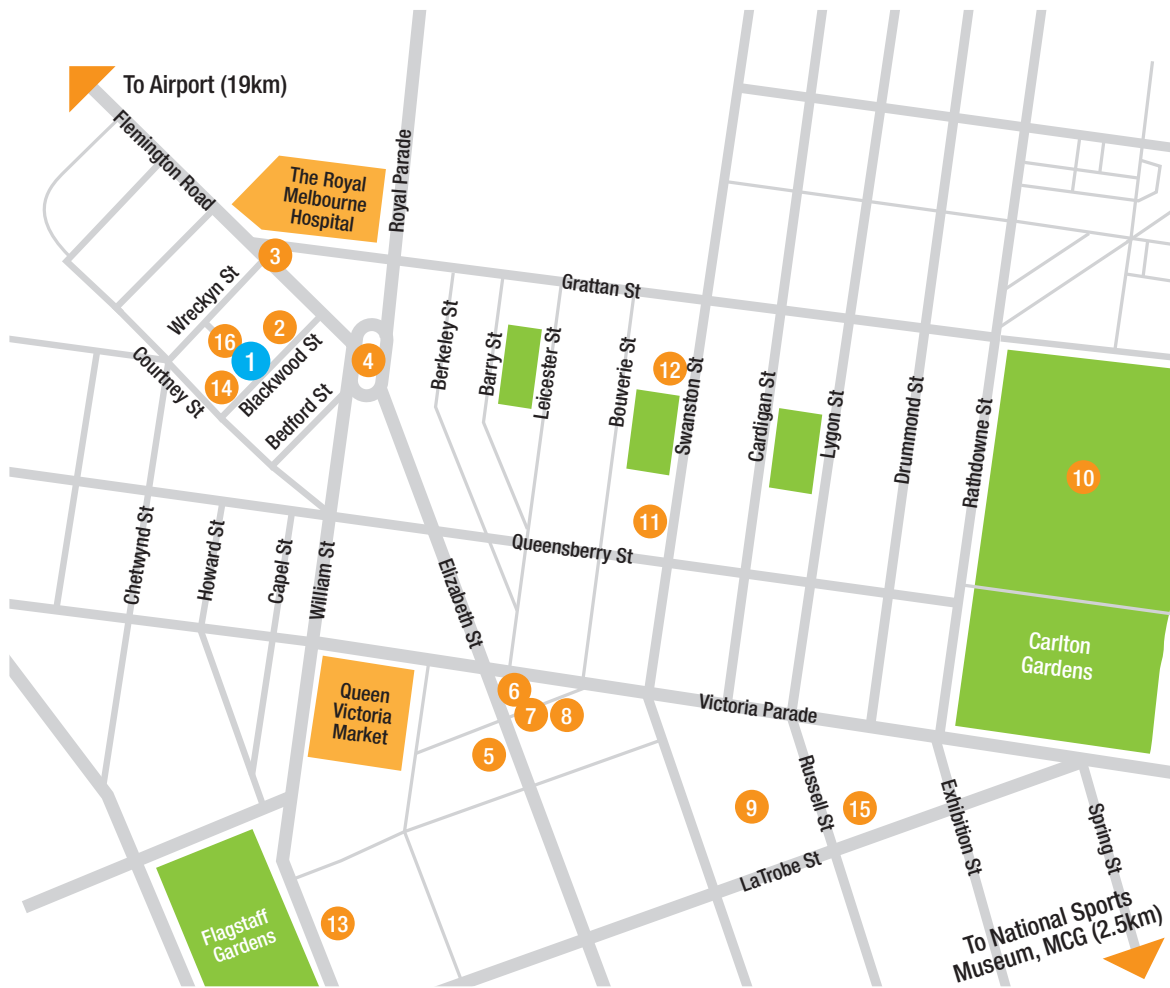 To Airport (19km)
Flemington Road
The Royal
Melbourne
Hospital
Royal Parade
3
Grattan St
Wreckyn St
16
2
1
14
Blackwood St
4
Courtney St
Bedford St
Berkeley St
Barry St
Leicester St
Bouverie St
12
Swanston St
Cardigan St
Lygon St
Drummond St
Rathdowne St
10
11
Queensberry St
Chetwynd St
Howard St
Capel St
William St
Elizabeth St
Carlton
Gardens
Queen
Victoria
Market
6
7
8
5
Victoria Parade
9
Russell St
15
Exhibition St
Spring St
LaTrobe St
Flagstaff
Gardens
13
To National Sports
Museum, MCG (2.5km)